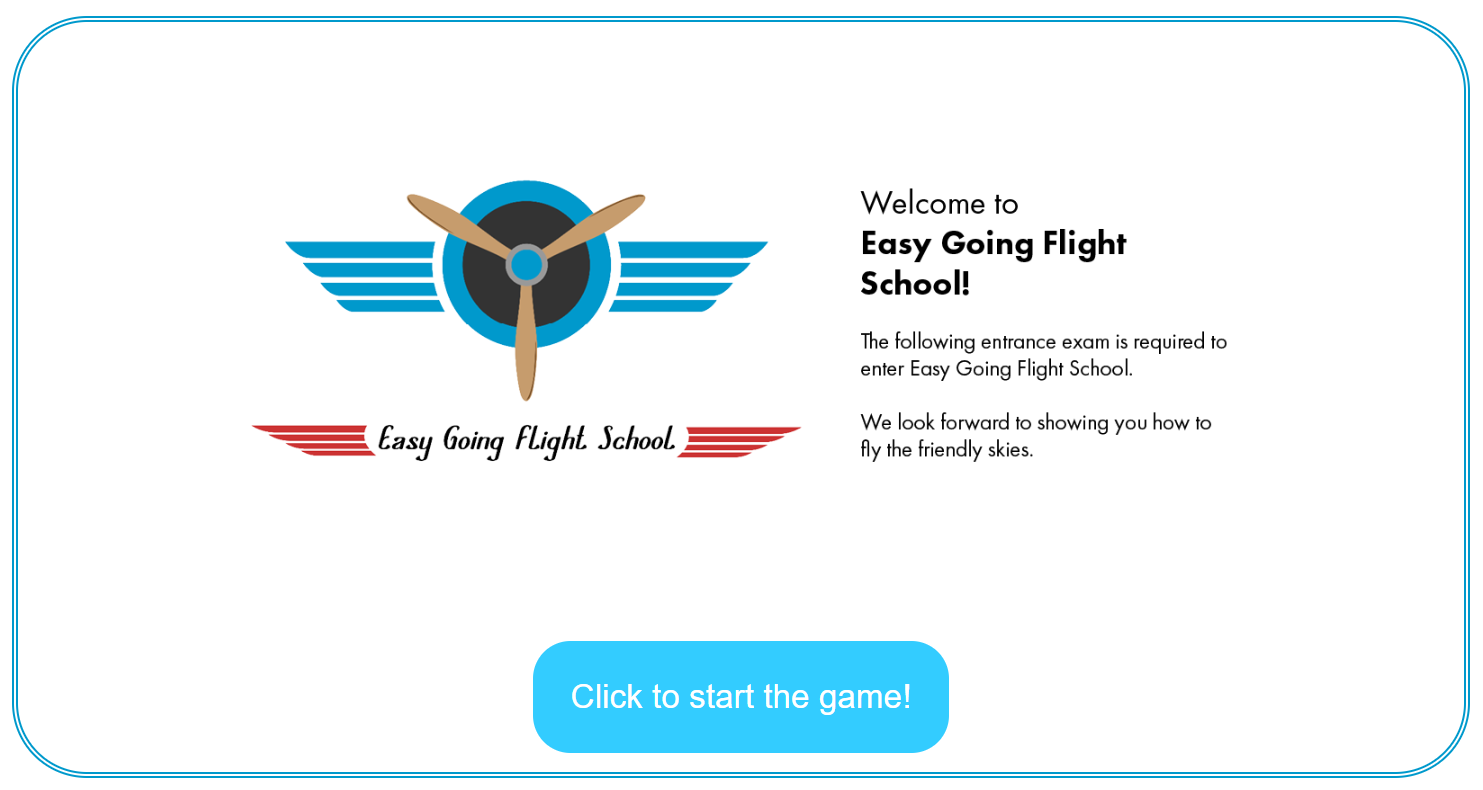 Welcome to
Easy Going Flight
School!
The following entrance exam is required to
enter Easy Going Flight School.
We look forward to showing you how to
fly the friendly skies.
Easy Going Flight School
Click to start the game!